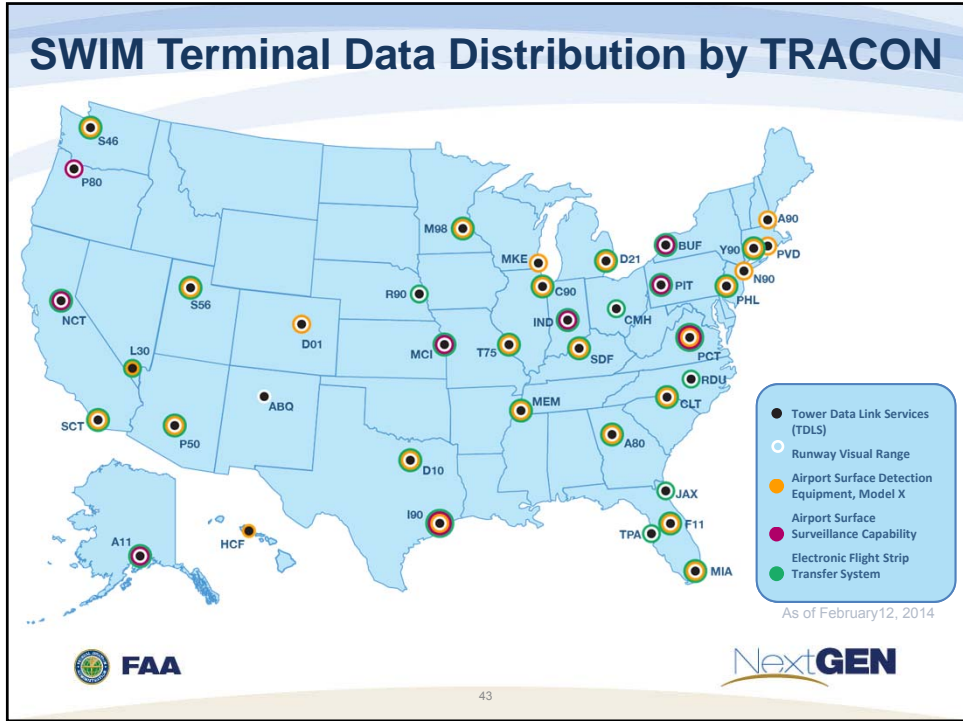 SWIM Terminal Data Distribution by TRACON
S46
P80
M98
MKE
D21
BUF
Y90
A90
PVD
N90
PHL
PIT
NCT
S56
R90
C90
CMH
IND
D01
L30
MCI
T75
SDF
PCT
RDU
ABQ
MEM
CLT
SCT
P50
A80
D10
JAX
I90
F11
TPA
MIA
A11
HCF
Tower Data Link Services
(TDLS)
Runway Visual Range
Airport Surface Detection
Equipment, Model X
Airport Surface
Surveillance Capability
Electronic Flight Strip
Transfer System
As of February12, 2014
FAA
NextGEN
43